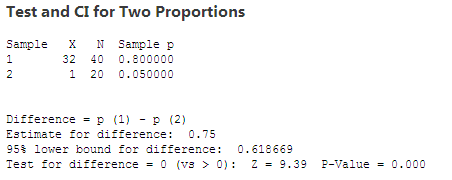 Test and CI for Two Proportions
Sample X N Sample p
1 32 40 0.800000
2 1 20 0.050000
Difference = p (1) - p (2)
Estimate for difference: 0.75
95% lower bound for difference: 0.618669
Test for difference = 0 (vs > 0): Z = 9.39 P-Value = 0.000